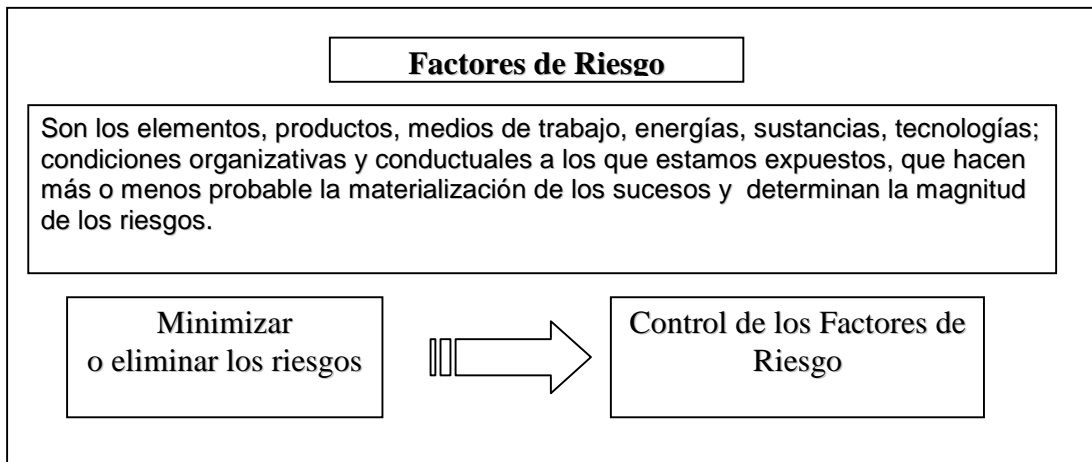 Factores de Riesgo
Son los elementos, productos, medios de trabajo, energías, sustancias, tecnologías;
condiciones organizativas y conductuales a los que estamos expuestos, que hacen
más o menos probable la materialización de los sucesos y determinan la magnitud
de los riesgos.
Minimizar
o eliminar los riesgos
Control de los Factores de
Riesgo